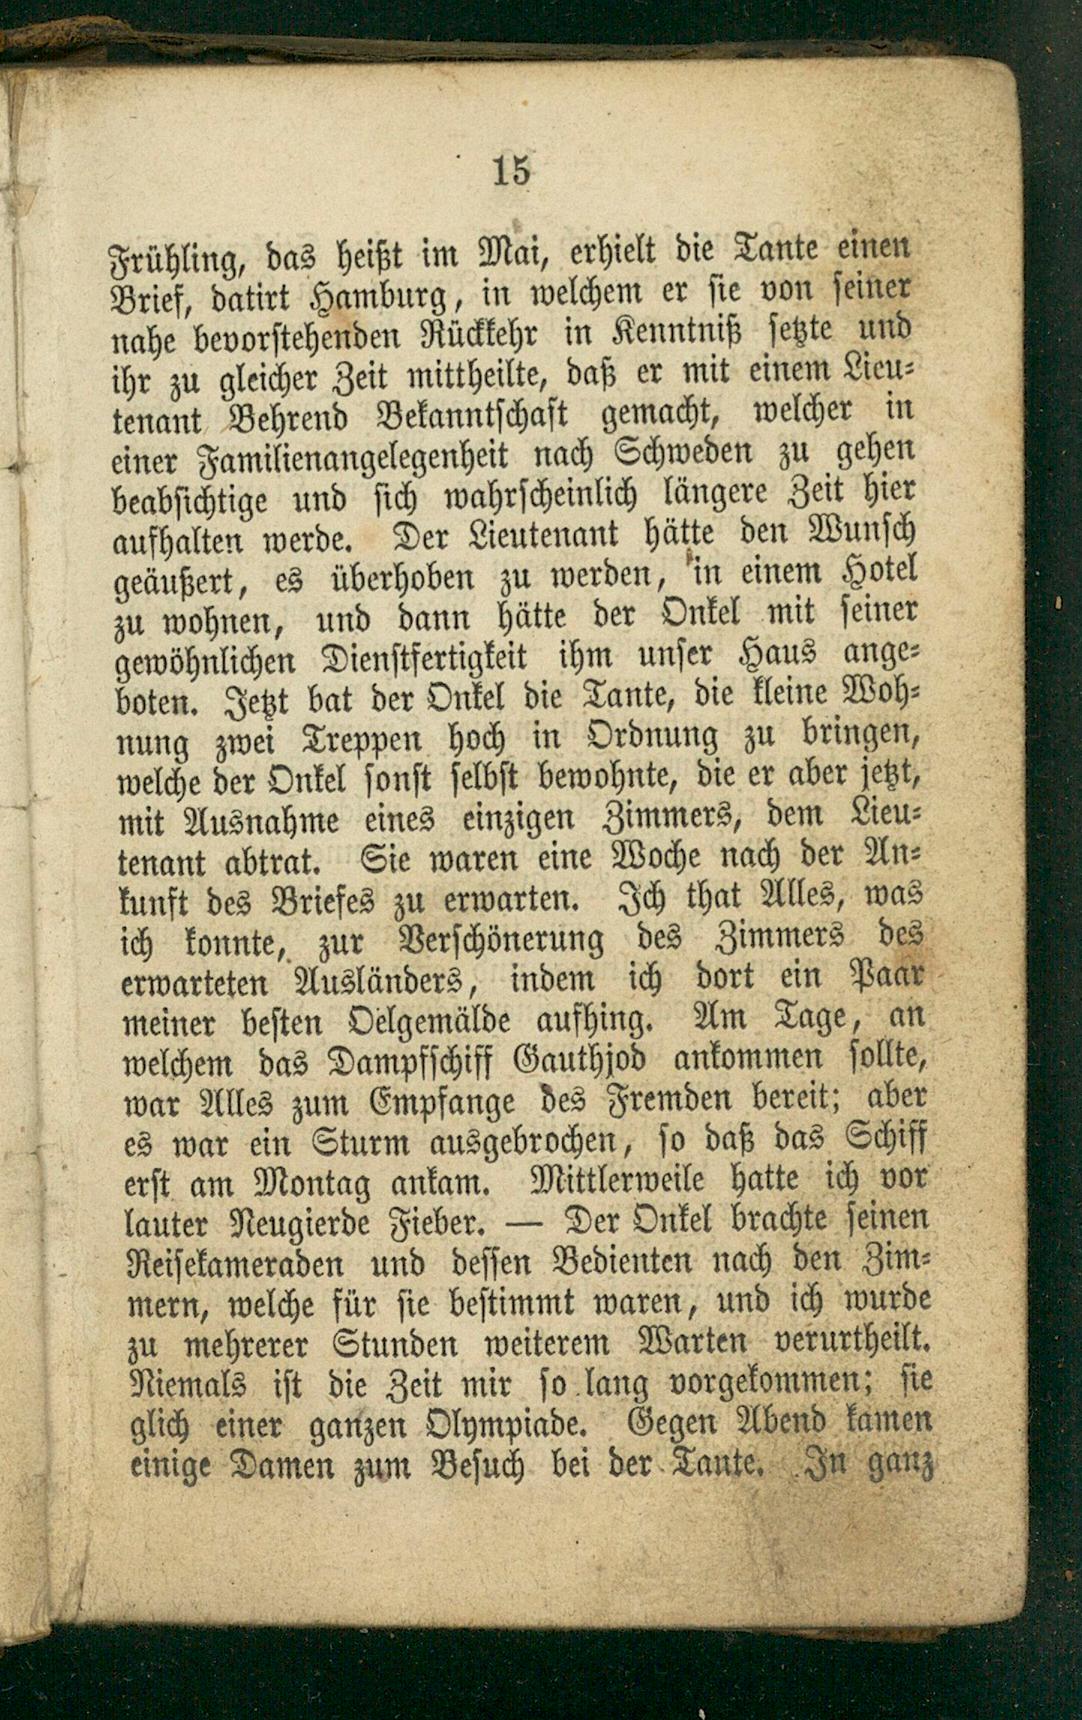 15
Frühling, das heißt im Mai, erhielt die Tante einen
Brief, datirt Hamburg, in welchem er sie von seiner
nahe bevorstehenden Rückkehr in Kenntniß setzte und
ihr zu gleicher Zeit mittheilte, daß er mit einem Lieu-
tenant Behrend Bekanntschaft gemacht, welcher in
einer Familienangelegenheit nach Schweden zu gehen
beabsichtige und sich wahrscheinlich längere Zeit hier
aufhalten werde. Der Lieutenant hätte den Wunsch
geäußert, es überhoben zu werden, in einem Hotel
zu wohnen, und dann hätte der Onkel mit seiner
gewöhnlichen Dienstfertigkeit ihm unser Haus ange-
boten. Jetzt bat der Onkel die Tante, die kleine Woh-
nung zwei Treppen hoch in Ordnung zu bringen,
welche der Onkel sonst selbst bewohnte, die er aber jetzt,
mit Ausnahme eines einzigen Zimmers, dem Lieu-
tenant abtrat. Sie waren eine Woche nach der An-
kunft des Briefes zu erwarten. Ich that Alles, was
ich konnte, zur Verschönerung des Zimmers des
erwarteten Ausländers, indem ich dort ein Paar
meiner besten Oelgemälde aufhing. Am Tage, an
welchem das Dampfschiff Gauthjod ankommen sollte,
war Alles zum Empfange des Fremden bereit; aber
es war ein Sturm ausgebrochen, so daß das Schiff
erst am Montag ankam. Mittlerweile hatte ich vor
lauter Neugierde Fieber. — Der Onkel brachte seinen
Reisekameraden und dessen Bedienten nach den Zim-
mern, welche für sie bestimmt waren, und ich wurde
zu mehrerer Stunden weiterem Warten verurtheilt.
Niemals ist die Zeit mir so lang vorgekommen; sie
glich einer ganzen Olympiade. Gegen Abend kamen
einige Damen zum Besuch bei der Tante. In ganz